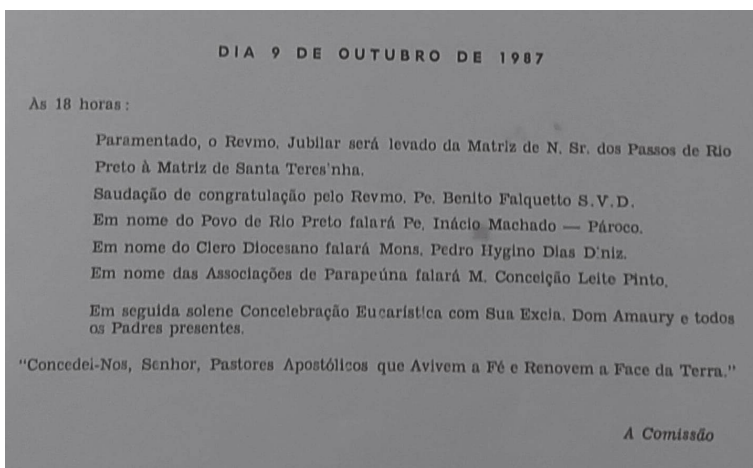 DIA 9 DE OUTUBRO DE 1987
Às 18 horas:
Paramentado, o Revmo. Jubilar será levado da Matriz de N. Sr. dos Passos de Rio
Preto à Matriz de Santa Teres'nha.
Saudação de congratulação pelo Revmo. Pe. Benito Falquetto S.V.D.
Em nome do Povo de Rio Preto falará Pe. Inácio Machado — Pároco.
Em nome do Clero Diocesano falará Mons. Pedro Hygino Dias D'niz.
Em nome das Associações de Parapeúna falará M. Conceição Leite Pinto.
Em seguida solene Concelebração Eucarística com Sua Excia. Dom Amaury e todos
os Padres presentes.
"Concedei-Nos, Senhor, Pastores Apostólicos que Avivem a Fé e Renovem a Face da Terra."
A Comissão